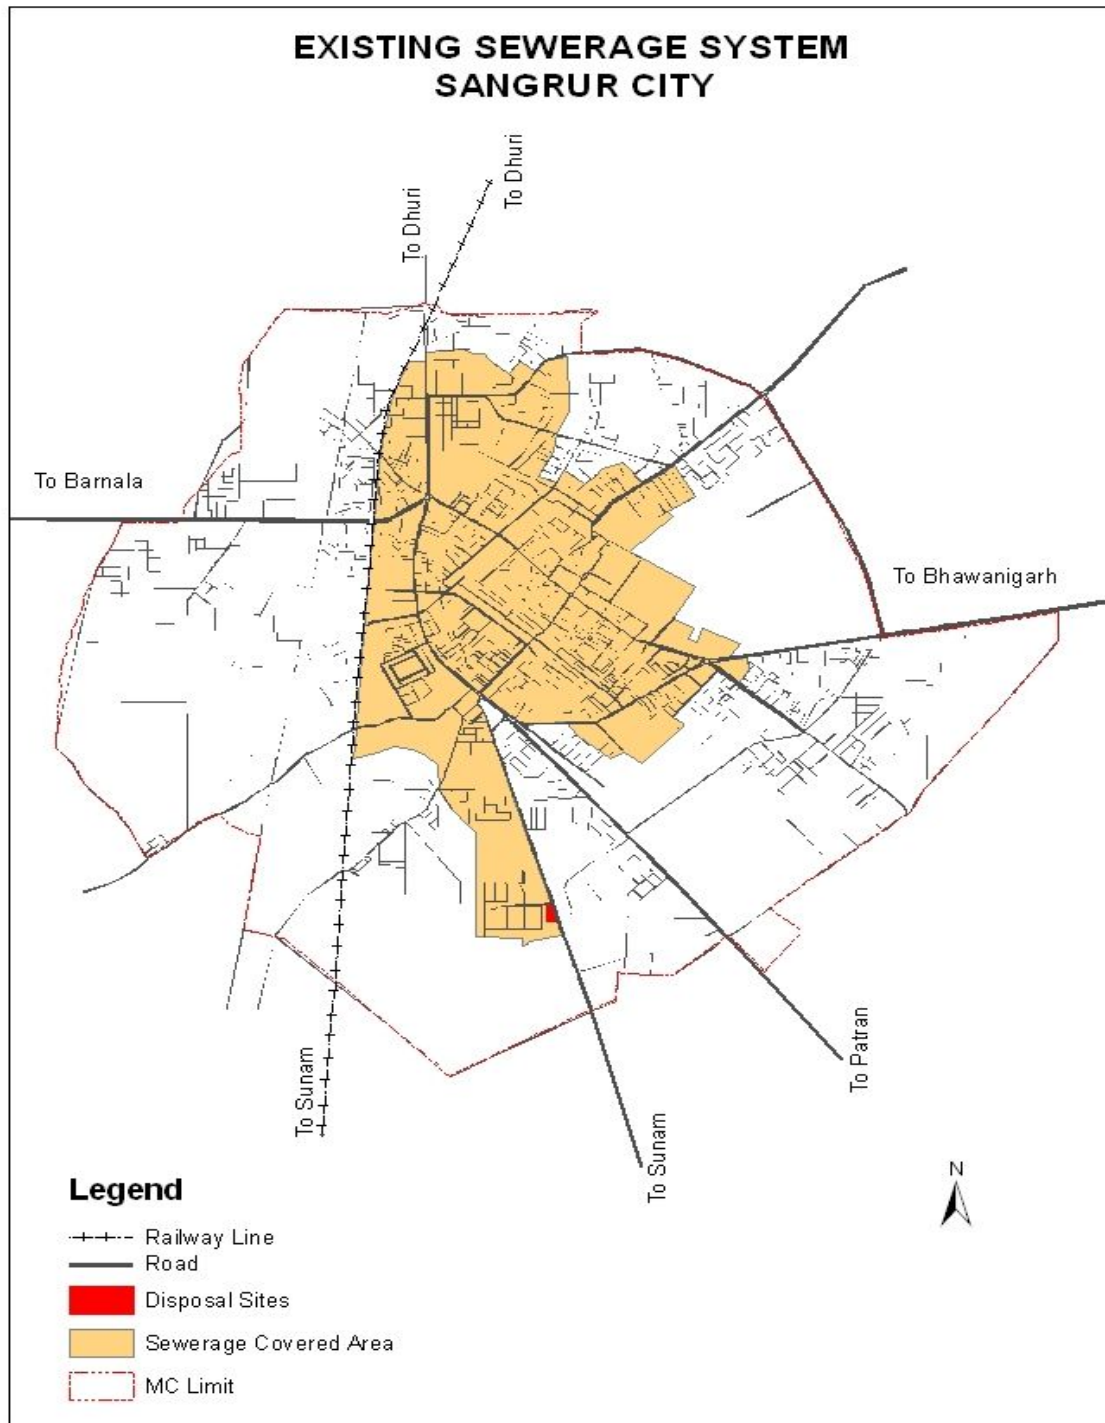 EXISTING SEWERAGE SYSTEM
SANGRUR CITY
To Dhuri
To Dhuri
To Barnala
To Bhawanigarh
To Sunam
To Sunam
To Patran
N
Legend
Railway Line
Road
Disposal Sites
Sewerage Covered Area
MC Limit